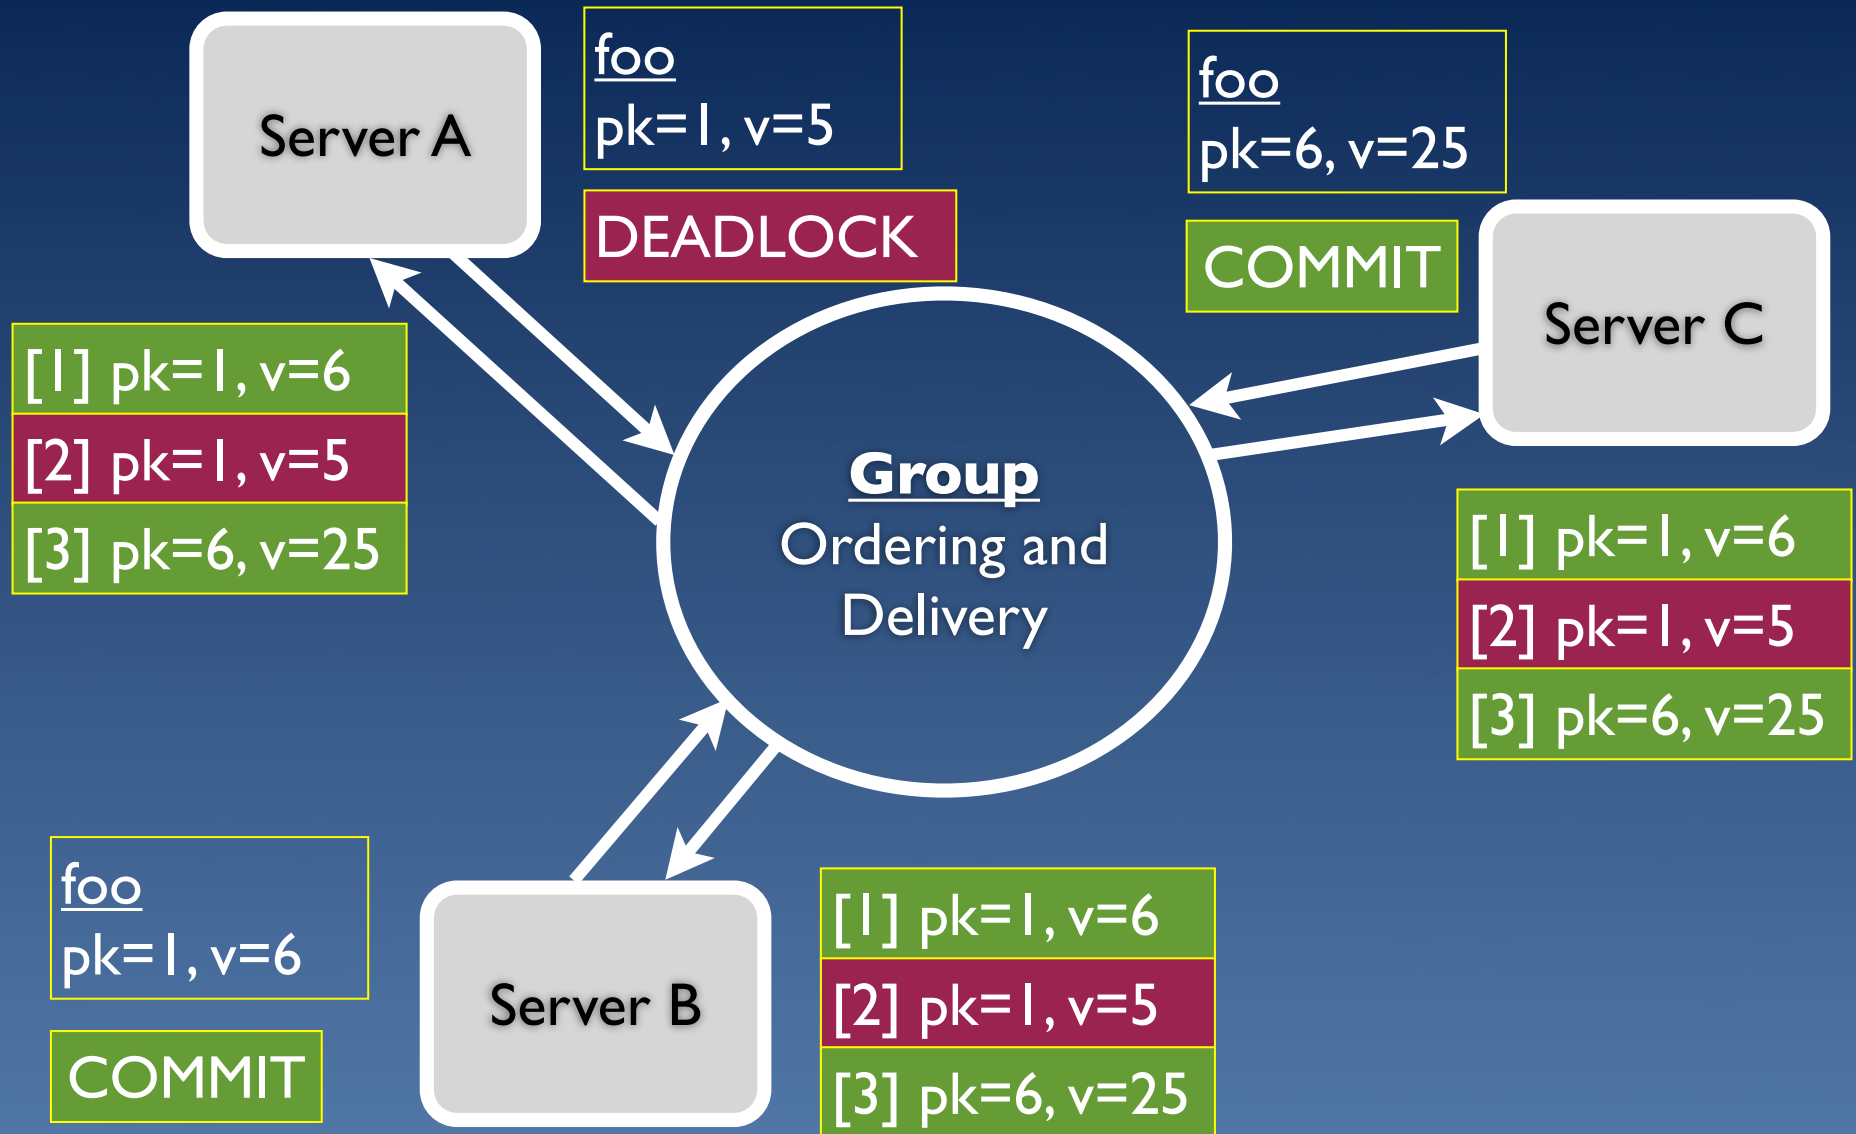 Server A
foo
pk=1, v=5
DEADLOCK
foo
pk=6, v=25
COMMIT
Server C
[1] pk=1, v=6
[2] pk=1, v=5
[3] pk=6, v=25
Group
Ordering and
Delivery
[1] pk=1, v=6
[2] pk=1, v=5
[3] pk=6, v=25
foo
pk=1, v=6
COMMIT
Server B
[1] pk=1, v=6
[2] pk=1, v=5
[3] pk=6, v=25